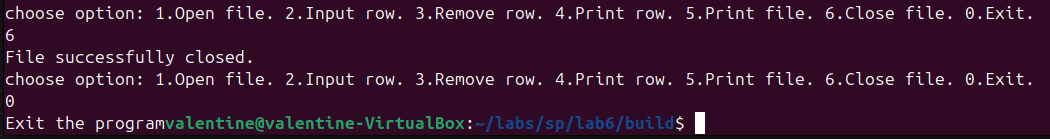 choose option: 1.Open file. 2.Input row. 3.Remove row. 4.Print row. 5.Print file. 6.Close file. 0.Exit.
6
File successfully closed.
choose option: 1.Open file. 2.Input row. 3.Remove row. 4.Print row. 5.Print file. 6.Close file. 0.Exit.
0
Exit the programvalentine@valentine-VirtualBox:~/labs/sp/lab6/build$